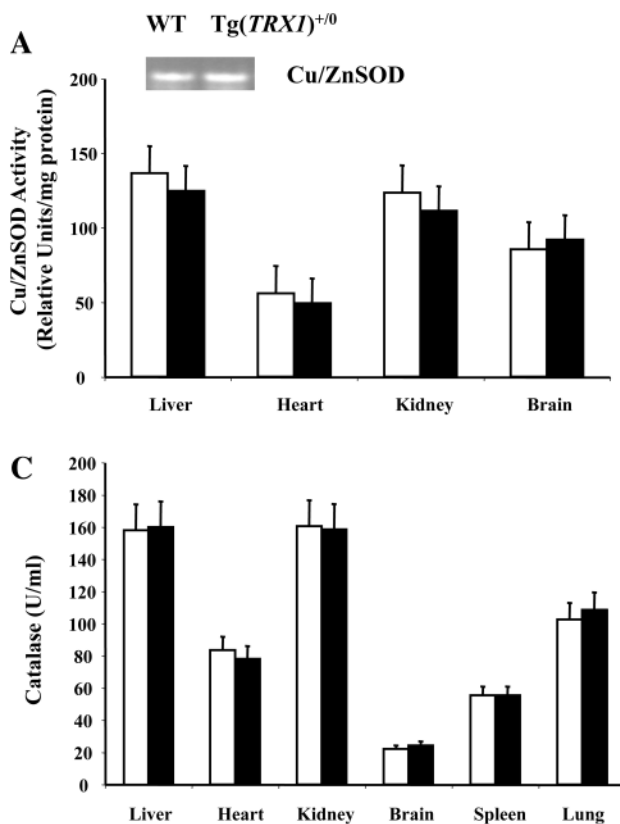 WT Tg(TRX1)+/0
A
Cu/ZnSOD
Cu/ZnSOD Activity
(Relative Units/mg protein)
200
150
100
50
0
Liver Heart Kidney Brain
C
Catalase (U/ml)
200
180
160
140
120
100
80
60
40
20
0
Liver Heart Kidney Brain Spleen Lung